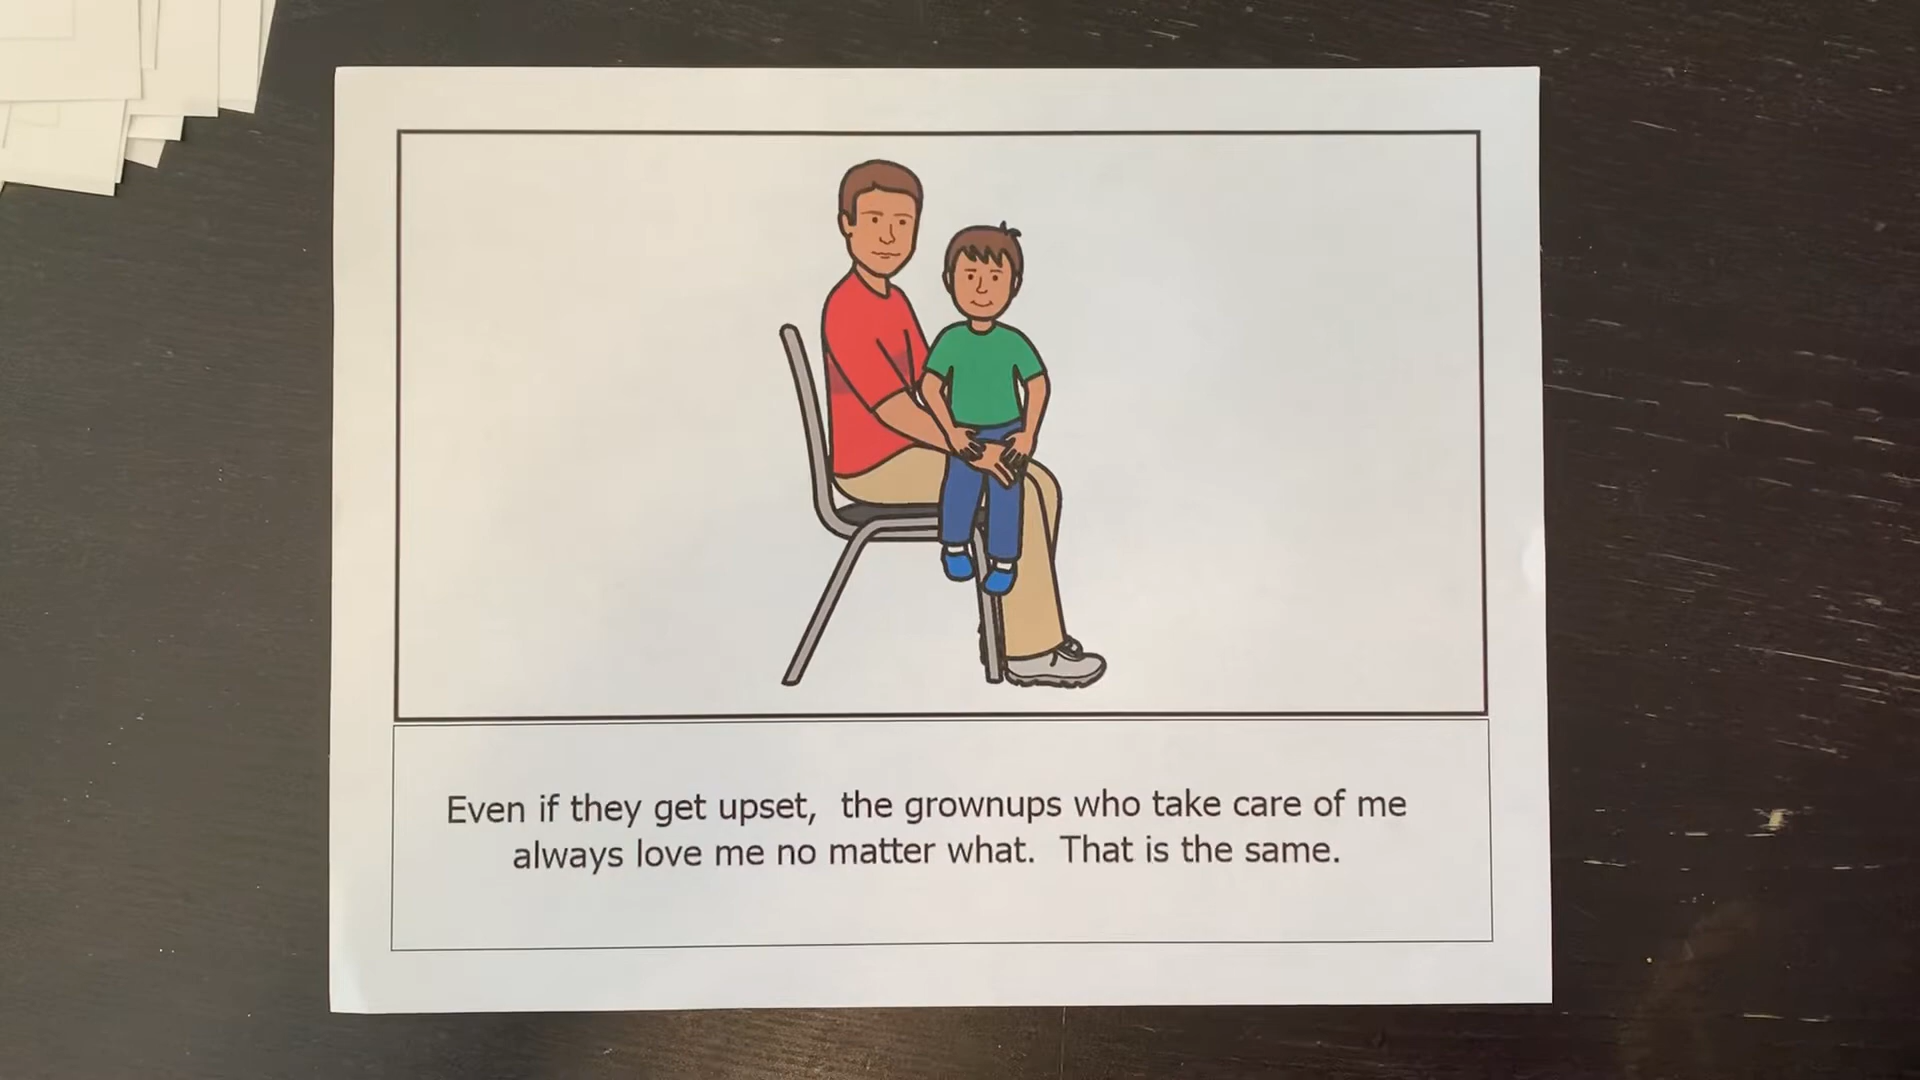 Even if they get upset,  the grownups who take care of me
always love me no matter what.  That is the same.